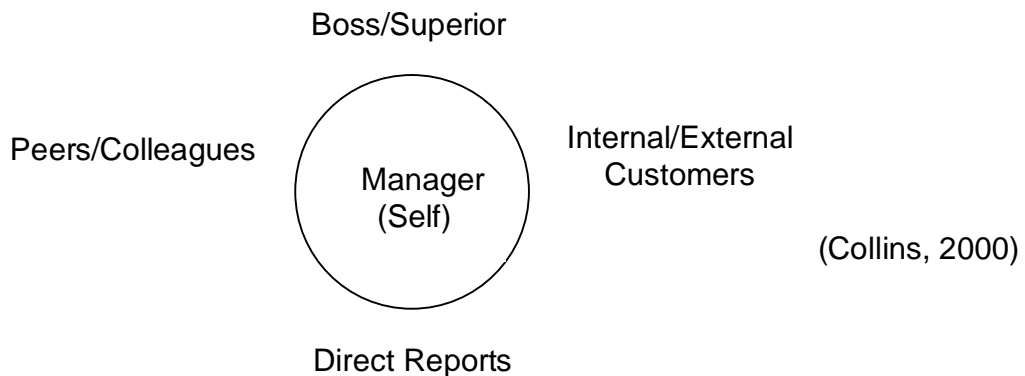 Boss/Superior
Peers/Colleagues
Internal/External
Customers
Manager
(Self)
(Collins, 2000)
Direct Reports